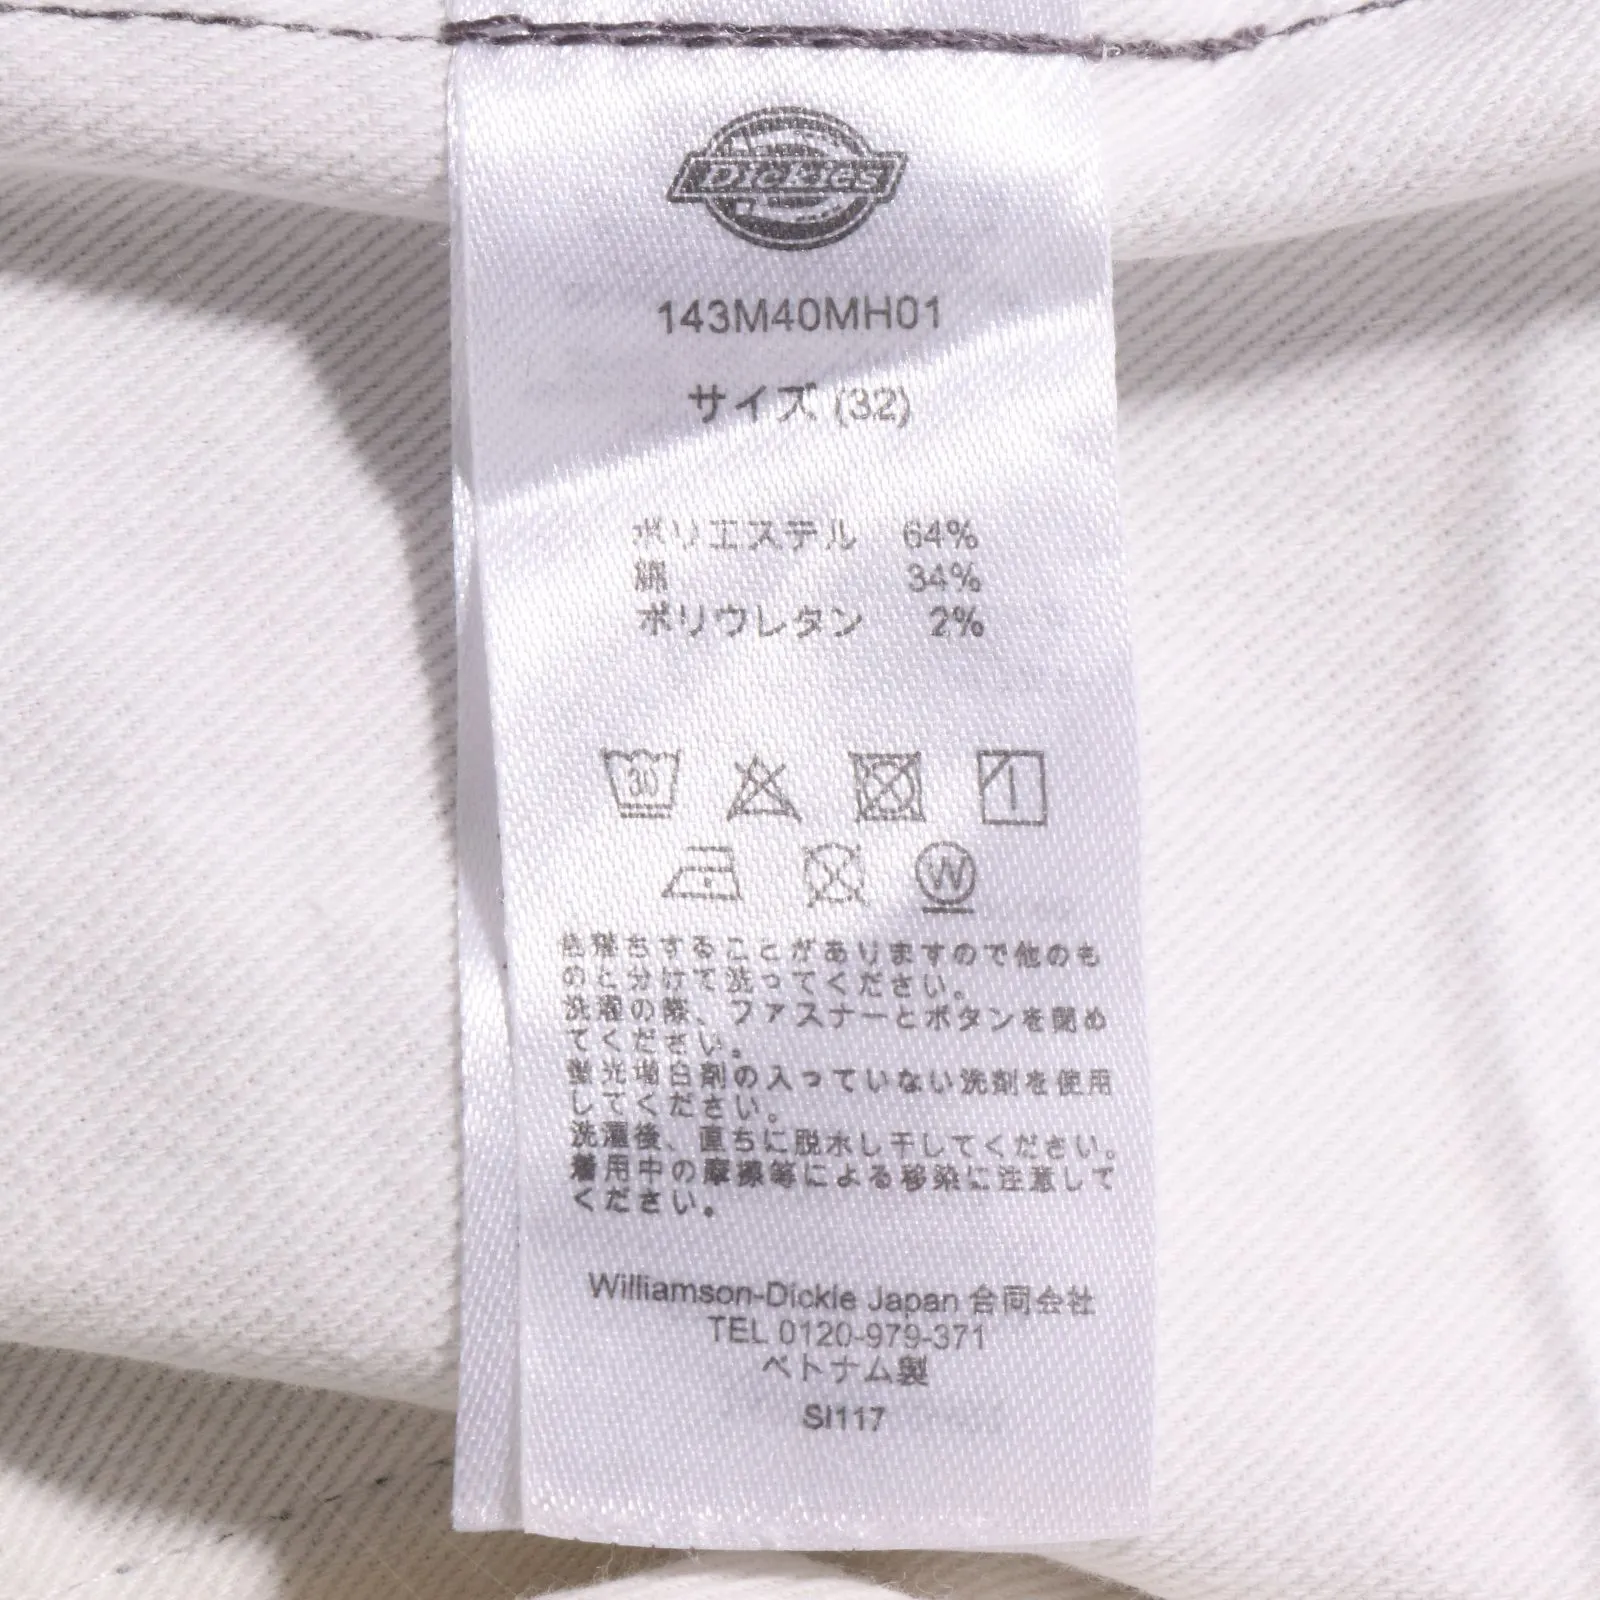 Dickies
143M40MH01
サイズ (32)
ポリエステル 64%
綿 34%
ポリウレタン 2%
30
W
色落ちすることがありますので他のも
のと分けて洗ってください。
洗濯の際、ファスナーとボタンを閉め
てください。
蛍光増白剤の入っていない洗剤を使用
してください。
洗濯後、直ちに脱水し干してください。
着用中の摩擦等による移染に注意して
ください。
Williamson-Dickie Japan 合同会社
TEL 0120-979-371
ベトナム製
SI117